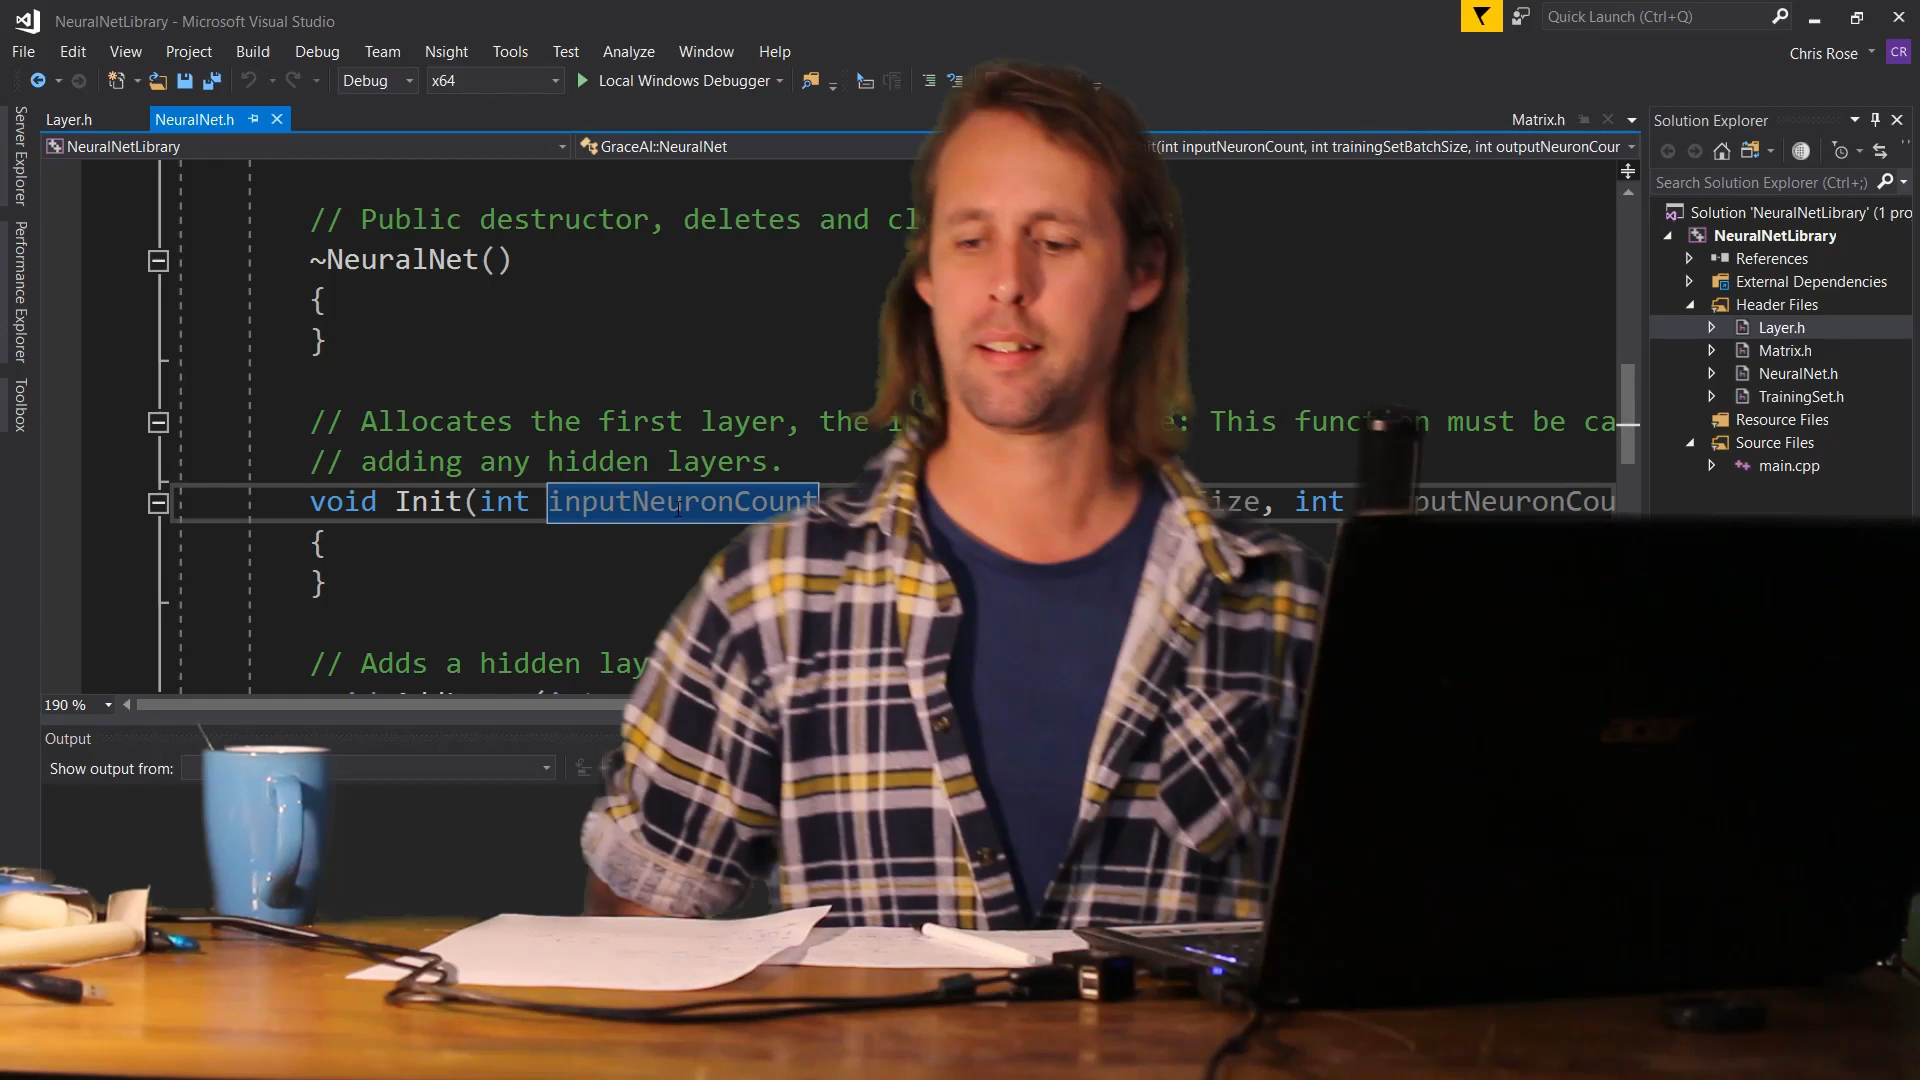 NeuralNetLibrary - Microsoft Visual Studio
Quick Launch (Ctrl+Q)
File Edit View Project Build Debug Team Nsight Tools Test Analyze Window Help
Chris Rose CR
Debug x64 Local Windows Debugger
Layer.h NeuralNet.h Matrix.h
NeuralNetLibrary GraceAI::NeuralNet (int inputNeuronCount, int trainingSetBatchSize, int outputNeuronCour
Server Explorer
Performance Explorer
Toolbox
// Public destructor, deletes and cl
~NeuralNet()
{
}
// Allocates the first layer, the : This function must be ca
// adding any hidden layers.
void Init(int inputNeuronCount ize, int putNeuronCou
{
}
// Adds a hidden lay
190 %
Output
Show output from:
Solution Explorer
Search Solution Explorer (Ctrl+;)
Solution 'NeuralNetLibrary' (1 pro
NeuralNetLibrary
References
External Dependencies
Header Files
Layer.h
Matrix.h
NeuralNet.h
TrainingSet.h
Resource Files
Source Files
main.cpp